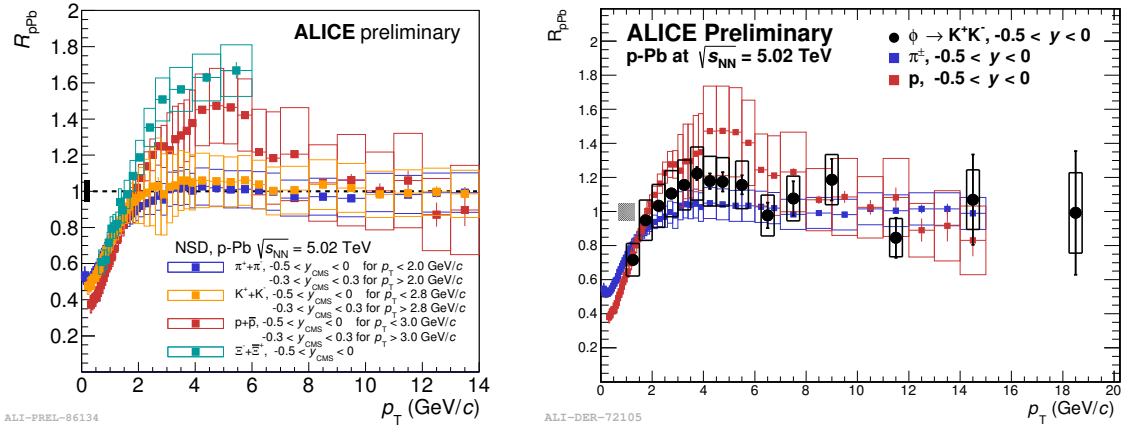 R_pPb
2
1.8
1.6
1.4
1.2
1
0.8
0.6
0.4
0.2
ALICE preliminary
NSD, p-Pb √s_NN = 5.02 TeV
π⁺+π⁻, -0.5 < y_CMS < 0 for p_T < 2.0 GeV/c
-0.3 < y_CMS < 0.3 for p_T > 2.0 GeV/c
K⁺+K⁻, -0.5 < y_CMS < 0 for p_T < 2.8 GeV/c
-0.3 < y_CMS < 0.3 for p_T > 2.8 GeV/c
p+p̅, -0.5 < y_CMS < 0 for p_T < 3.0 GeV/c
-0.3 < y_CMS < 0.3 for p_T > 3.0 GeV/c
Ξ⁻+Ξ̅⁺, -0.5 < y_CMS < 0
0 2 4 6 8 10 12 14
p_T (GeV/c)
ALI-PREL-86134
R_pPb
2
1.8
1.6
1.4
1.2
1
0.8
0.6
0.4
0.2
0
ALICE Preliminary
p-Pb at √s_NN = 5.02 TeV
ϕ → K⁺K⁻, -0.5 < y < 0
π±, -0.5 < y < 0
p, -0.5 < y < 0
0 2 4 6 8 10 12 14 16 18 20
p_T (GeV/c)
ALI-DER-72105